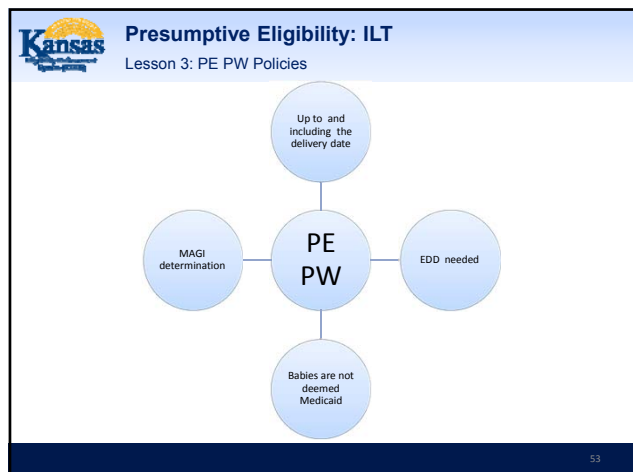 Kansas
Presumptive Eligibility: ILT
Lesson 3: PE PW Policies
Up to and
including the
delivery date
MAGI
determination
PE
PW
EDD needed
Babies are not
deemed
Medicaid
53